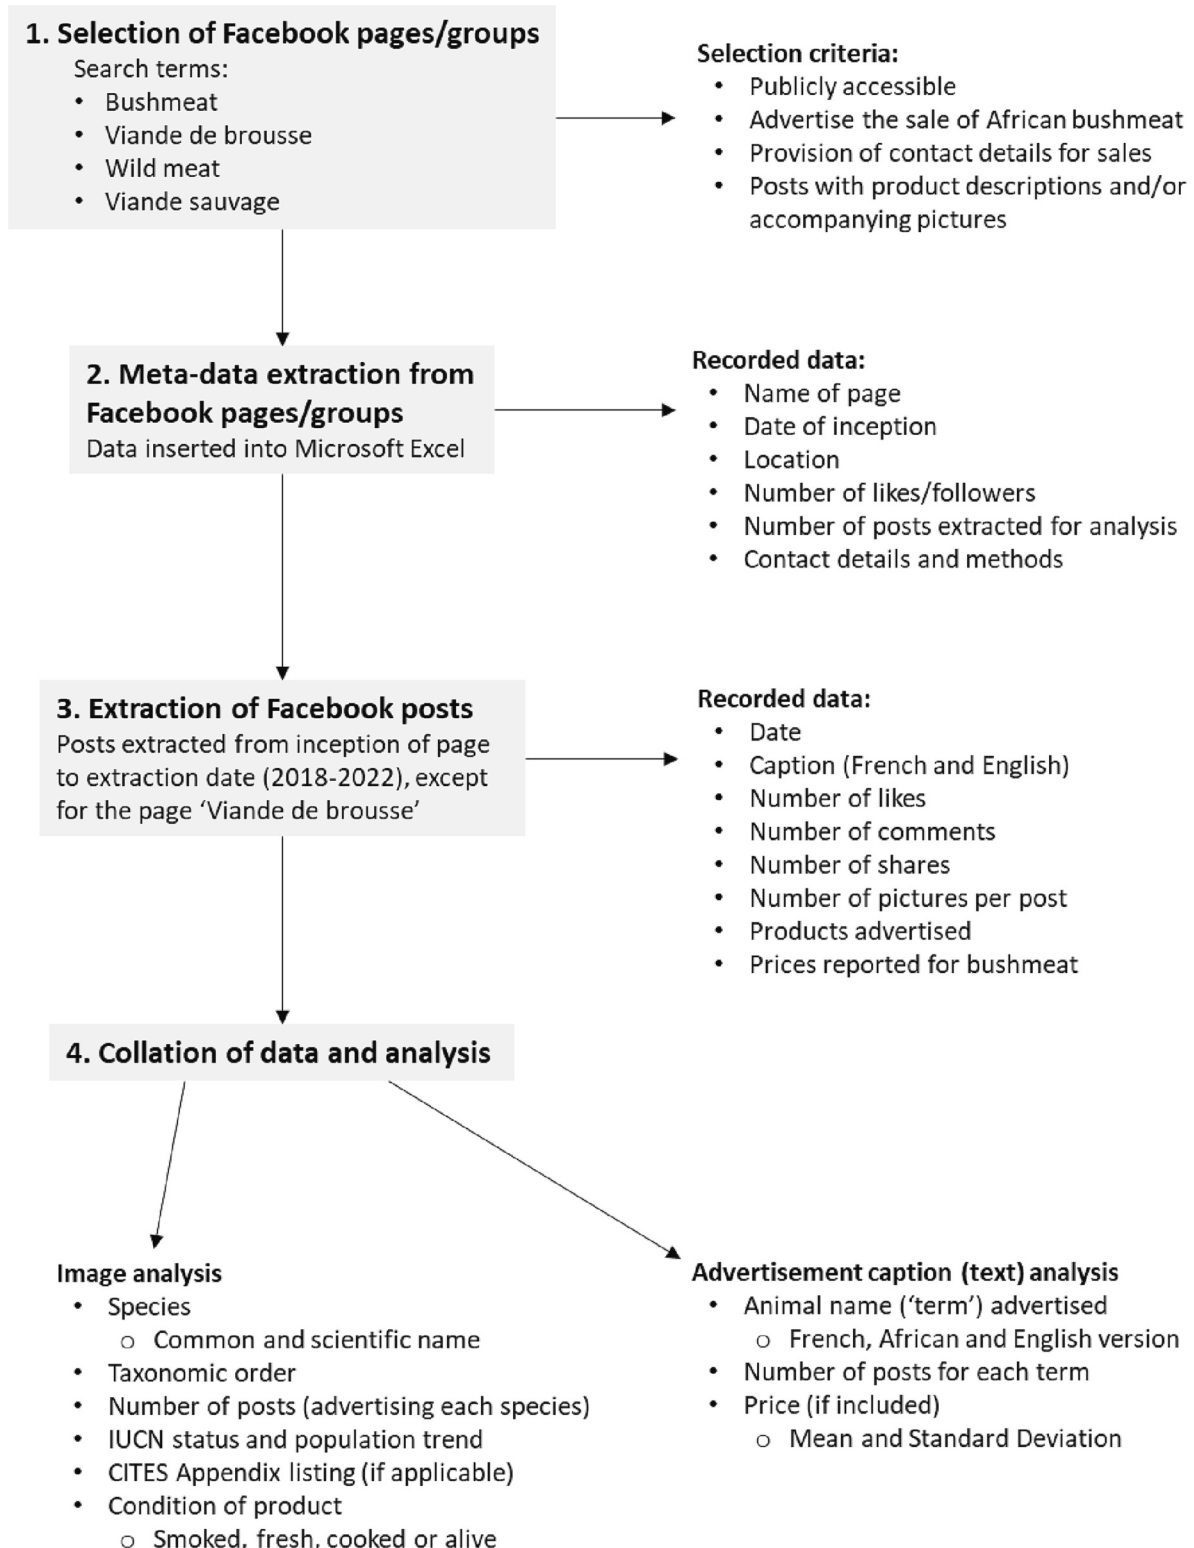 1. Selection of Facebook pages/groups
Search terms:
• Bushmeat
• Viande de brousse
• Wild meat
• Viande sauvage
Selection criteria:
• Publicly accessible
• Advertise the sale of African bushmeat
• Provision of contact details for sales
• Posts with product descriptions and/or
accompanying pictures
2. Meta-data extraction from
Facebook pages/groups
Data inserted into Microsoft Excel
Recorded data:
• Name of page
• Date of inception
• Location
• Number of likes/followers
• Number of posts extracted for analysis
• Contact details and methods
3. Extraction of Facebook posts
Posts extracted from inception of page
to extraction date (2018-2022), except
for the page ‘Viande de brousse’
Recorded data:
• Date
• Caption (French and English)
• Number of likes
• Number of comments
• Number of shares
• Number of pictures per post
• Products advertised
• Prices reported for bushmeat
4. Collation of data and analysis
Image analysis
• Species
o Common and scientific name
• Taxonomic order
• Number of posts (advertising each species)
• IUCN status and population trend
• CITES Appendix listing (if applicable)
• Condition of product
o Smoked, fresh, cooked or alive
Advertisement caption (text) analysis
• Animal name (‘term’) advertised
o French, African and English version
• Number of posts for each term
• Price (if included)
o Mean and Standard Deviation